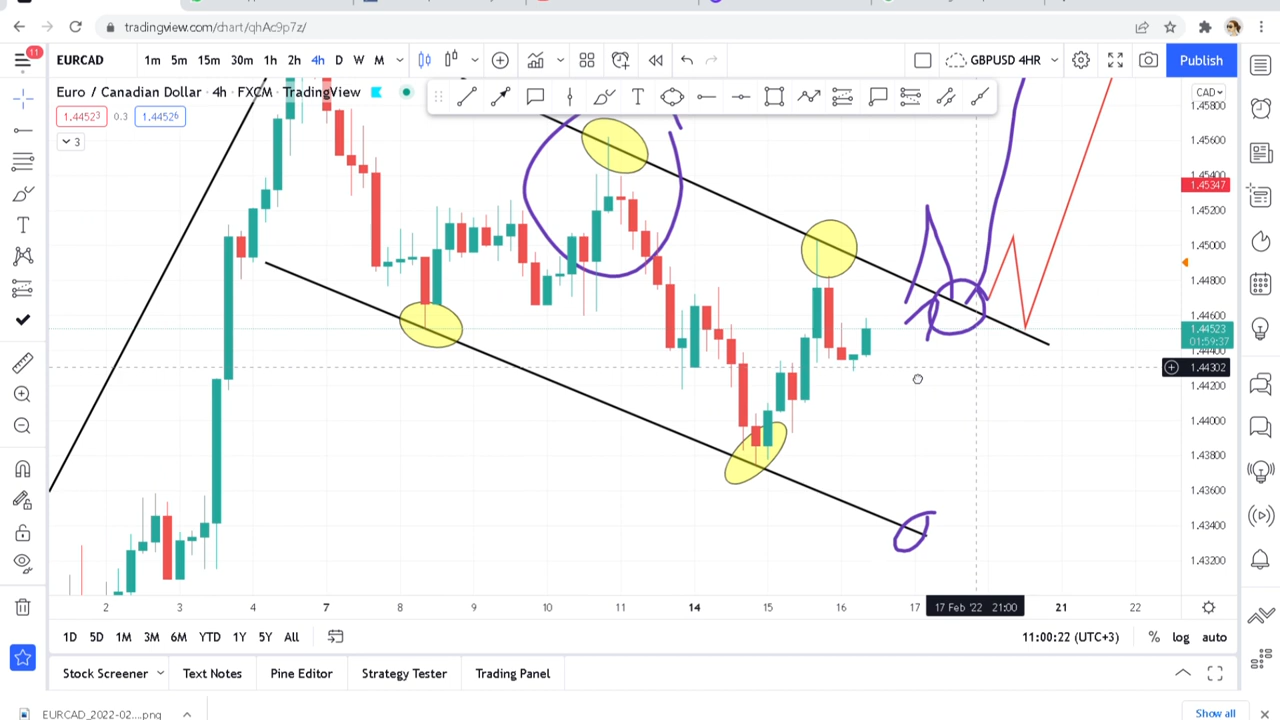 tradingview.com/chart/qhAc9p7z/
11
EURCAD
1m 5m 15m 30m 1h 2h 4h D W M
GBPUSD 4HR
Publish
Euro / Canadian Dollar · 4h · FXCM · TradingView
CAD
1.44523 0.3 1.44526
3
1.45800
1.45600
1.45400
1.45347
1.45200
1.45000
1.44800
1.44600
1.44523
01:59:37
1.44400
1.44302
1.44200
1.44000
1.43800
1.43600
1.43400
1.43200
2 3 4 7 8 9 10 11 14 15 16 17 17 Feb '22 21:00 21 22
1D 5D 1M 3M 6M YTD 1Y 5Y All
11:00:22 (UTC+3) % log auto
Stock Screener Text Notes Pine Editor Strategy Tester Trading Panel
EURCAD_2022-02....png
Show all